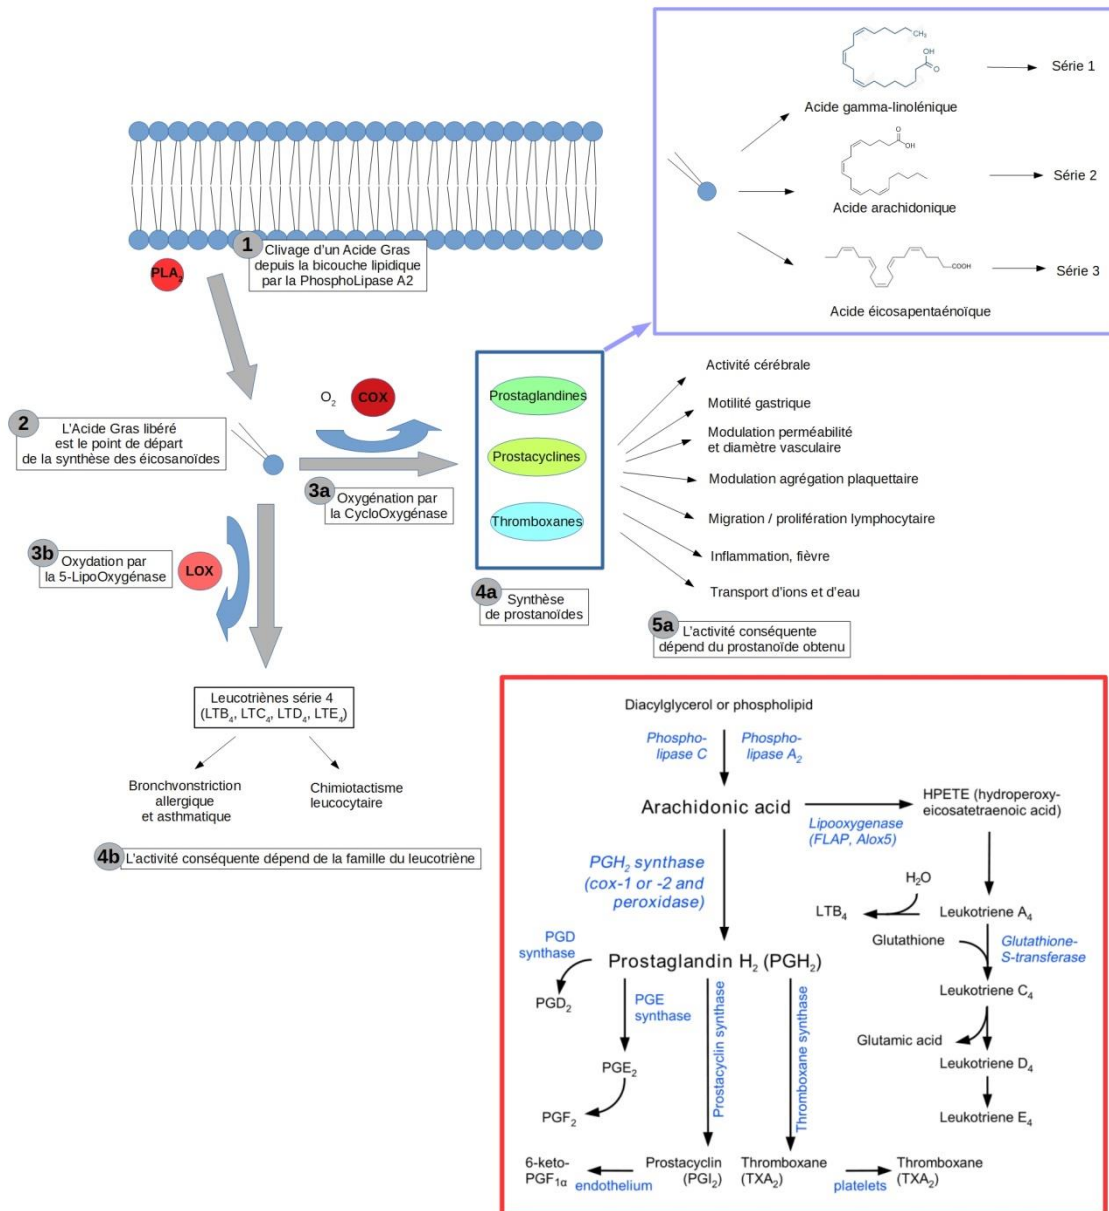 CH₃
OH
O
Acide gamma-linolénique
Série 1
O
OH
Acide arachidonique
Série 2
COOH
Acide éicosapentaénoïque
Série 3
1
Clivage d'un Acide Gras
depuis la bicouche lipidique
par la PhosphoLipase A2
PLA₂
2
L'Acide Gras libéré
est le point de départ
de la synthèse des éicosanoïdes
O₂
COX
3a
Oxygénation par
la CycloOxygénase
3b
Oxydation par
la 5-LipoOxygénase
LOX
Prostaglandines
Prostacyclines
Thromboxanes
4a
Synthèse
de prostanoïdes
Activité cérébrale
Motilité gastrique
Modulation perméabilité
et diamètre vasculaire
Modulation agrégation plaquettaire
Migration / prolifération lymphocytaire
Inflammation, fièvre
Transport d'ions et d'eau
5a
L'activité conséquente
dépend du prostanoïde obtenu
Leucotriènes série 4
(LTB₄, LTC₄, LTD₄, LTE₄)
Bronchvonstriction
allergique
et asthmatique
Chimiotactisme
leucocytaire
4b
L'activité conséquente dépend de la famille du leucotriène
Diacylglycerol or phospholipid
Phospho-
lipase C
Phospho-
lipase A₂
Arachidonic acid
Lipooxygenase
(FLAP, Alox5)
HPETE (hydroperoxy-
eicosatetraenoic acid)
PGH₂ synthase
(cox-1 or -2 and
peroxidase)
H₂O
LTB₄
Leukotriene A₄
Glutathione
Glutathione-
S-transferase
Leukotriene C₄
Glutamic acid
Leukotriene D₄
Leukotriene E₄
PGD
synthase
Prostaglandin H₂ (PGH₂)
PGD₂
PGE
synthase
PGE₂
PGF₂
Prostacyclin synthase
Thromboxane synthase
6-keto-
PGF₁α
endothelium
Prostacyclin
(PGI₂)
Thromboxane
(TXA₂)
platelets
Thromboxane
(TXA₂)